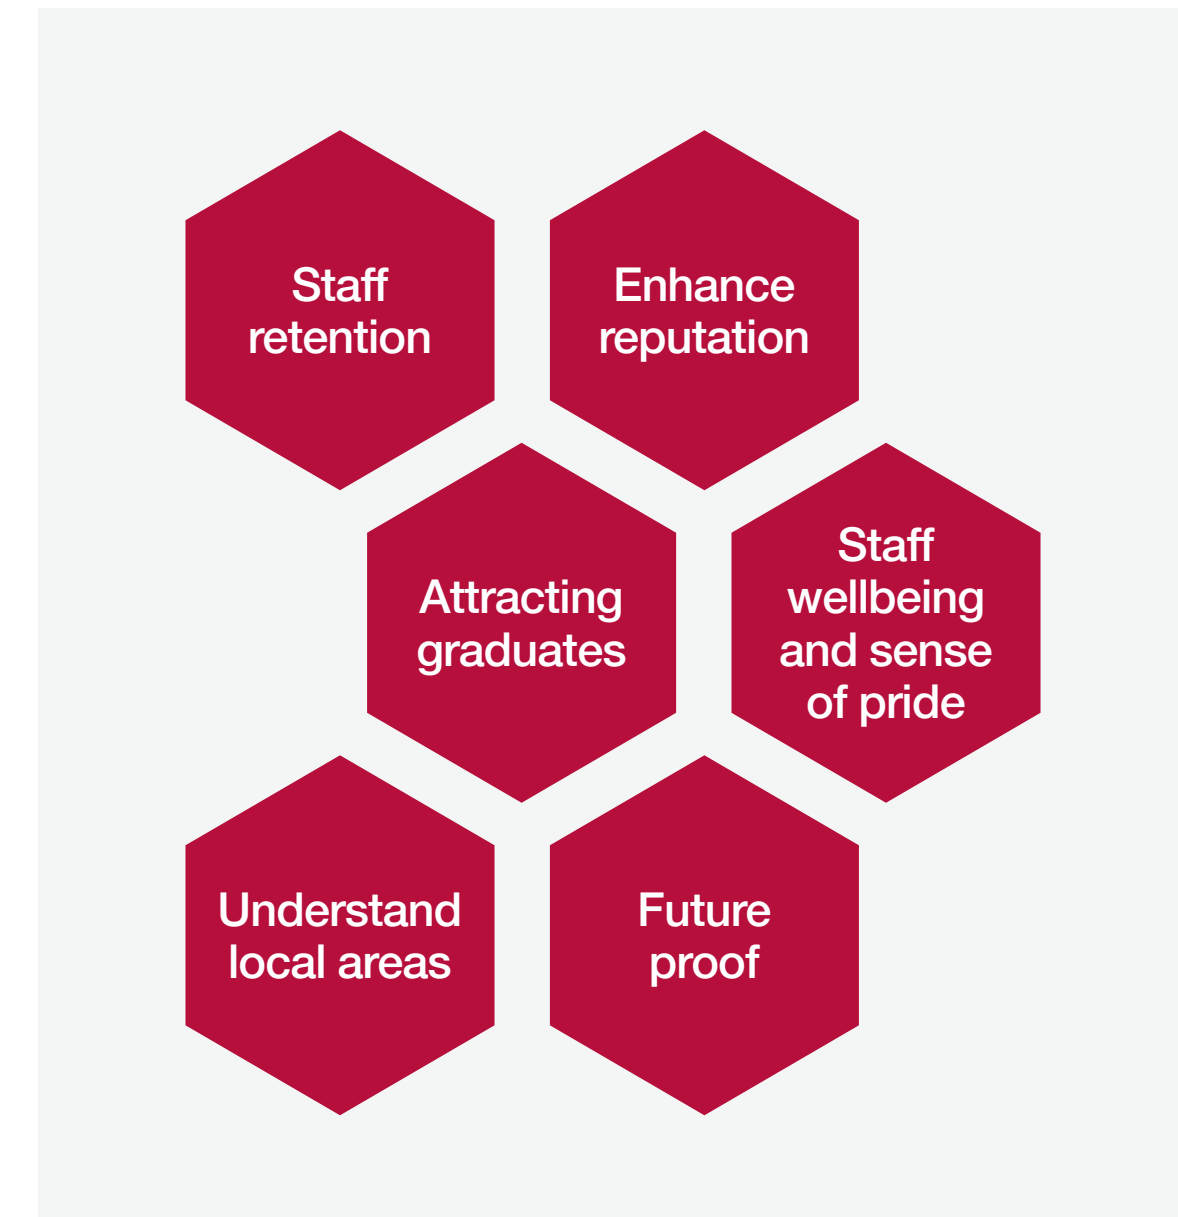 Staff
retention
Enhance
reputation
Attracting
graduates
Staff
wellbeing
and sense
of pride
Understand
local areas
Future
proof